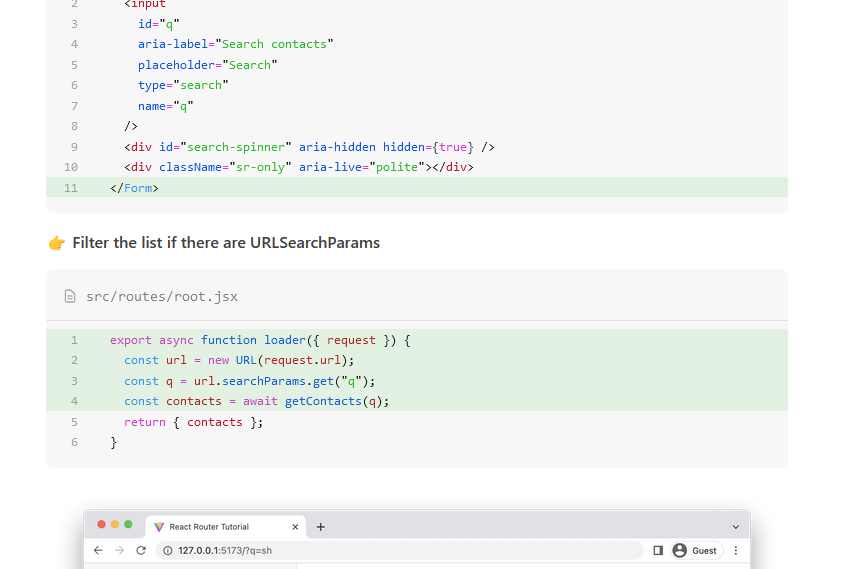 2 <input
3 id="q"
4 aria-label="Search contacts"
5 placeholder="Search"
6 type="search"
7 name="q"
8 />
9 <div id="search-spinner" aria-hidden hidden={true} />
10 <div className="sr-only" aria-live="polite"></div>
11 </Form>
👉 Filter the list if there are URLSearchParams
src/routes/root.jsx
1 export async function loader({ request }) {
2 const url = new URL(request.url);
3 const q = url.searchParams.get("q");
4 const contacts = await getContacts(q);
5 return { contacts };
6 }
React Router Tutorial
127.0.0.1:5173/?q=sh
Guest